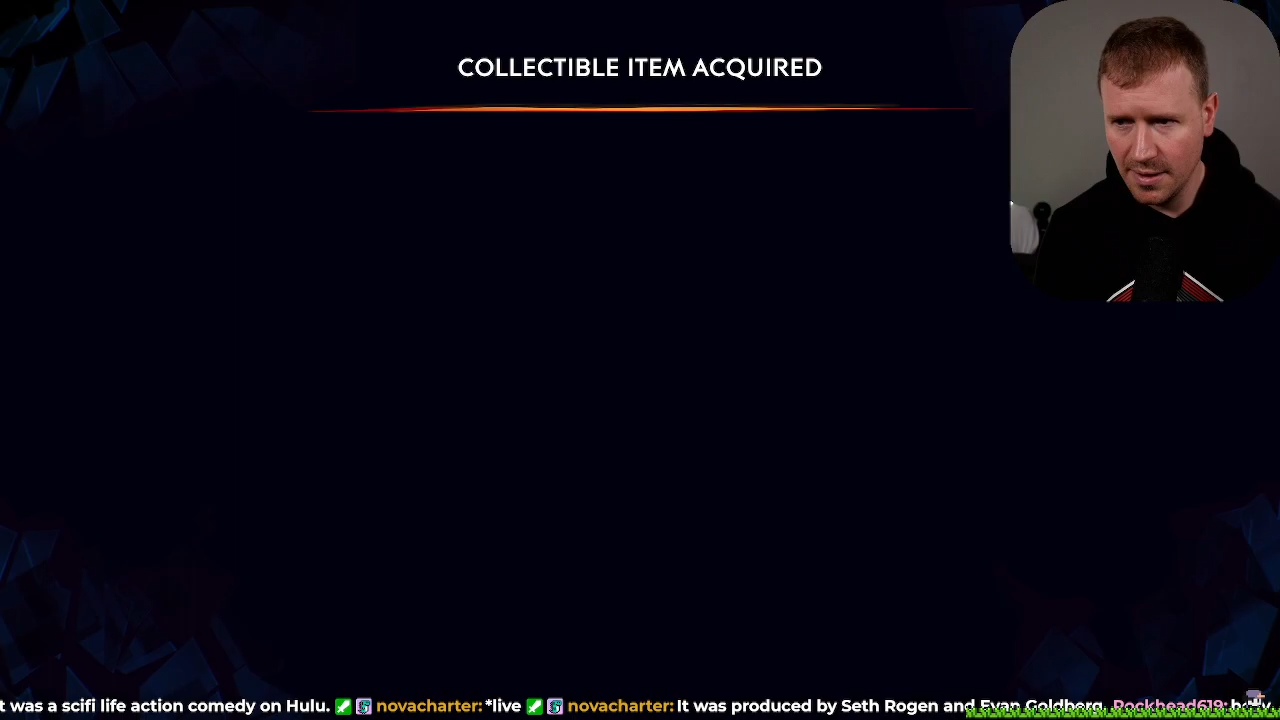 COLLECTIBLE ITEM ACQUIRED
t was a scifi life action comedy on Hulu. novacharter: *live novacharter: It was produced by Seth Rogen and Evan Goldberg. Rockhead619: